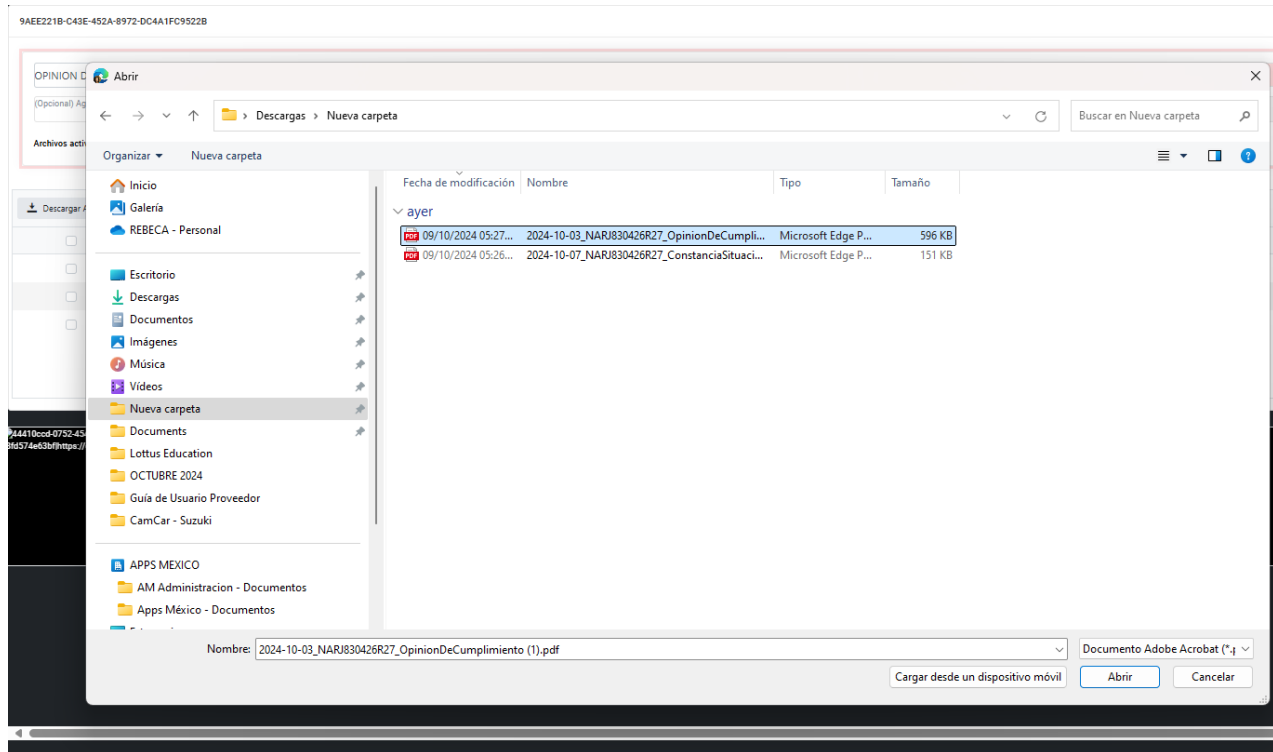 9AEE221B-C43E-452A-8972-DC4A1FC9522B
OPINION D
Abrir
(Opcional) Ag
Descargas > Nueva carpeta
Buscar en Nueva carpeta
Archivos acti
Organizar
Nueva carpeta
Inicio
Galería
REBECA - Personal
Escritorio
Descargas
Documentos
Imágenes
Música
Vídeos
Nueva carpeta
Documents
Lottus Education
OCTUBRE 2024
Guía de Usuario Proveedor
CamCar - Suzuki
APPS MEXICO
AM Administracion - Documentos
Apps México - Documentos
Descargar A
Fecha de modificación Nombre Tipo Tamaño
ayer
PDF 09/10/2024 05:27... 2024-10-03_NARJ830426R27_OpinionDeCumpli... Microsoft Edge P... 596 KB
PDF 09/10/2024 05:26... 2024-10-07_NARJ830426R27_ConstanciaSituaci... Microsoft Edge P... 151 KB
Nombre: 2024-10-03_NARJ830426R27_OpinionDeCumplimiento (1).pdf
Documento Adobe Acrobat (*.p
Cargar desde un dispositivo móvil
Abrir
Cancelar